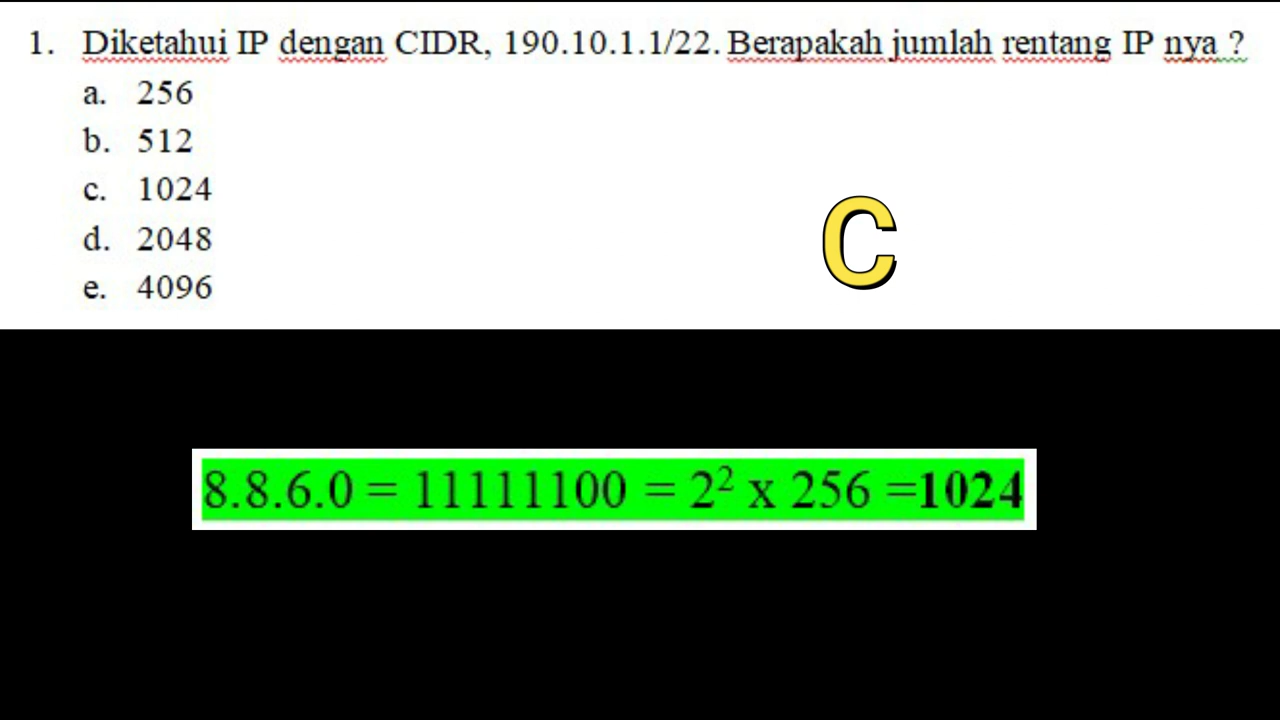 1. Diketahui IP dengan CIDR, 190.10.1.1/22. Berapakah jumlah rentang IP nya ?
a. 256
b. 512
c. 1024
d. 2048
e. 4096
C
8.8.6.0 = 11111100 = 2² x 256 =1024